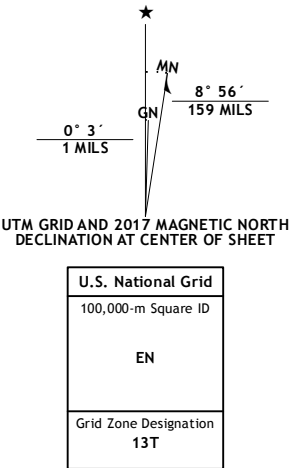 MN
8° 56´
159 MILS
GN
0° 3´
1 MILS
UTM GRID AND 2017 MAGNETIC NORTH
DECLINATION AT CENTER OF SHEET
U.S. National Grid
100,000-m Square ID
EN
Grid Zone Designation
13T